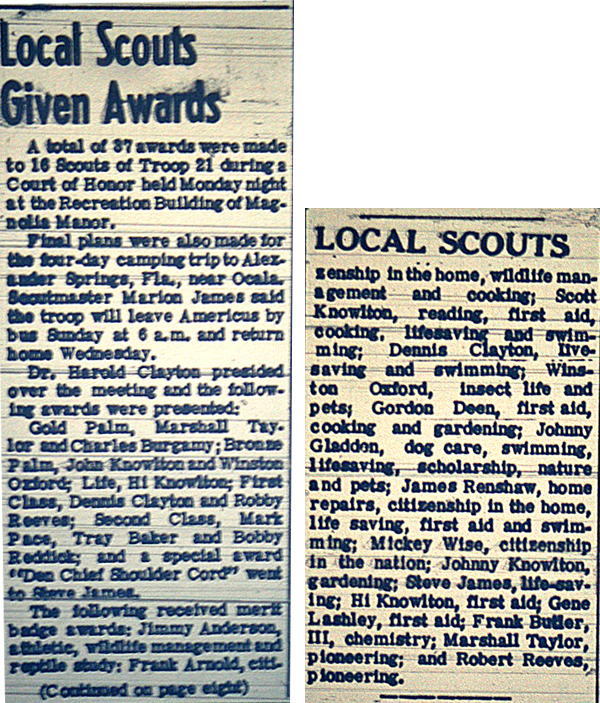 Local Scouts
Given Awards
A total of 37 awards were made
to 16 Scouts of Troop 21 during a
Court of Honor held Monday night
at the Recreation Building of Mag-
nolia Manor.
Final plans were also made for
the four-day camping trip to Alex-
ander Springs, Fla., near Ocala.
Scoutmaster Marion James said
the troop will leave Americus by
bus Sunday at 6 a.m. and return
home Wednesday.
Dr. Harold Clayton presided
over the meeting and the follow-
ing awards were presented:
Gold Palm, Marshall Tay-
lor and Charles Burgamy; Bronze
Palm, John Knowlton and Winston
Oxford; Life, Hi Knowlton; First
Class, Dennis Clayton and Robby
Reeves; Second Class, Mark
Pace, Tray Baker and Bobby
Reddick; and a special award
"Den Chief Shoulder Cord" went
to Steve James.
The following received merit
badge awards: Jimmy Anderson,
athletic, wildlife management and
reptile study: Frank Arnold, citi-
(Continued on page eight)
LOCAL SCOUTS
zenship in the home, wildlife man-
agement and cooking; Scott
Knowlton, reading, first aid,
cooking, lifesaving and swim-
ming; Dennis Clayton, live-
saving and swimming; Wins-
ton Oxford, insect life and
pets; Gordon Deen, first aid,
cooking and gardening; Johnny
Gladden, dog care, swimming,
lifesaving, scholarship, nature
and pets; James Renshaw, home
repairs, citizenship in the home,
life saving, first aid and swim-
ming; Mickey Wise, citizenship
in the nation; Johnny Knowlton,
gardening; Steve James, life-sav-
ing; Hi Knowlton, first aid; Gene
Lashley, first aid; Frank Butler,
III, chemistry; Marshall Taylor,
pioneering; and Robert Reeves,
pioneering.